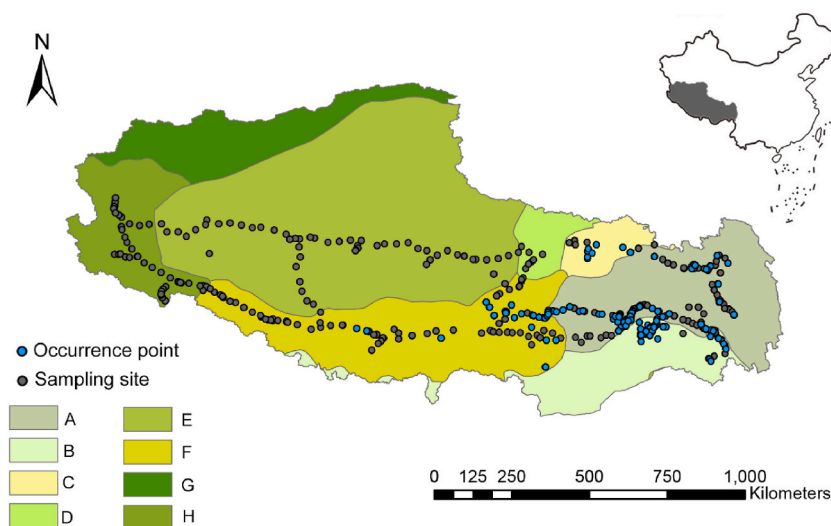 N
Occurrence point
Sampling site
A
B
C
D
E
F
G
H
0 125 250 500 750 1,000
Kilometers